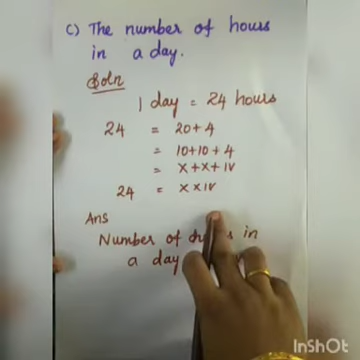 c) The number of hours
in a day.
Soln
1 day = 24 hours
24 = 20+4
= 10+10+4
= X+X+IV
24 = XXIV
Ans
Number of in
a day
InShOt